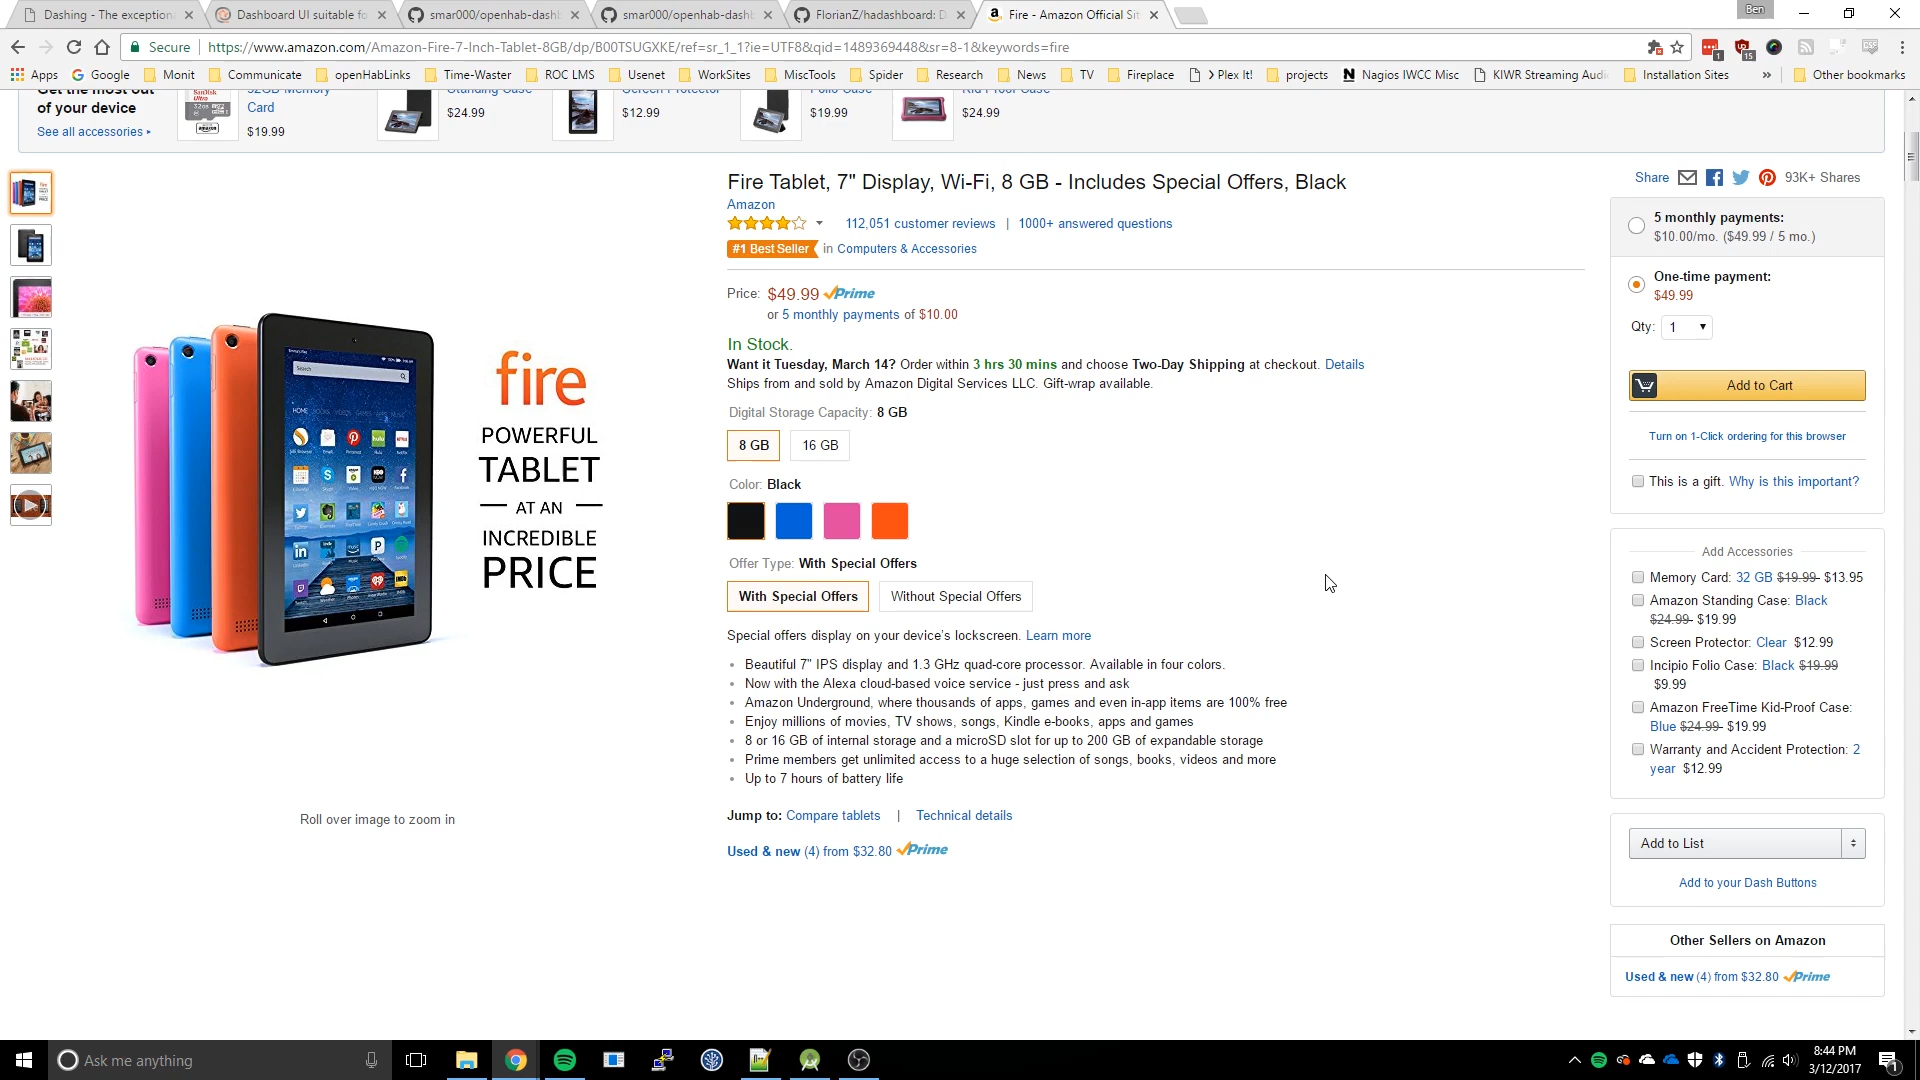 Dashing - The exceptiona
Dashboard UI suitable fo
smar000/openhab-dashb
smar000/openhab-dashb
FlorianZ/hadashboard: D
Fire - Amazon Official Sit
Ben
Secure
https://www.amazon.com/Amazon-Fire-7-Inch-Tablet-8GB/dp/B00TSUGXKE/ref=sr_1_1?ie=UTF8&qid=1489369448&sr=8-1&keywords=fire
Apps
Google
Monit
Communicate
openHabLinks
Time-Waster
ROC LMS
Usenet
WorkSites
MiscTools
Spider
Research
News
TV
Fireplace
Plex It!
projects
Nagios IWCC Misc
KIWR Streaming Audi
Installation Sites
»
Other bookmarks
Get the most out
of your device
See all accessories
32GB Memory
Card
$19.99
Standing Case
$24.99
Screen Protector
$12.99
Folio Case
$19.99
Kid-Proof Case
$24.99
Fire Tablet, 7" Display, Wi-Fi, 8 GB - Includes Special Offers, Black
Amazon
112,051 customer reviews | 1000+ answered questions
#1 Best Seller in Computers & Accessories
Price: $49.99 Prime
or 5 monthly payments of $10.00
In Stock.
Want it Tuesday, March 14? Order within 3 hrs 30 mins and choose Two-Day Shipping at checkout. Details
Ships from and sold by Amazon Digital Services LLC. Gift-wrap available.
Digital Storage Capacity: 8 GB
8 GB
16 GB
Color: Black
Offer Type: With Special Offers
With Special Offers
Without Special Offers
Special offers display on your device's lockscreen. Learn more
• Beautiful 7" IPS display and 1.3 GHz quad-core processor. Available in four colors.
• Now with the Alexa cloud-based voice service - just press and ask
• Amazon Underground, where thousands of apps, games and even in-app items are 100% free
• Enjoy millions of movies, TV shows, songs, Kindle e-books, apps and games
• 8 or 16 GB of internal storage and a microSD slot for up to 200 GB of expandable storage
• Prime members get unlimited access to a huge selection of songs, books, videos and more
• Up to 7 hours of battery life
Jump to: Compare tablets | Technical details
Used & new (4) from $32.80 Prime
fire
POWERFUL
TABLET
AT AN
INCREDIBLE
PRICE
Search
HOME
Roll over image to zoom in
Share
93K+ Shares
5 monthly payments:
$10.00/mo. ($49.99 / 5 mo.)
One-time payment:
$49.99
Qty: 1
Add to Cart
Turn on 1-Click ordering for this browser
This is a gift. Why is this important?
Add Accessories
Memory Card: 32 GB $19.99 $13.95
Amazon Standing Case: Black
$24.99 $19.99
Screen Protector: Clear $12.99
Incipio Folio Case: Black $19.99
$9.99
Amazon FreeTime Kid-Proof Case:
Blue $24.99 $19.99
Warranty and Accident Protection: 2
year $12.99
Add to List
Add to your Dash Buttons
Other Sellers on Amazon
Used & new (4) from $32.80 Prime
Ask me anything
8:44 PM
3/12/2017